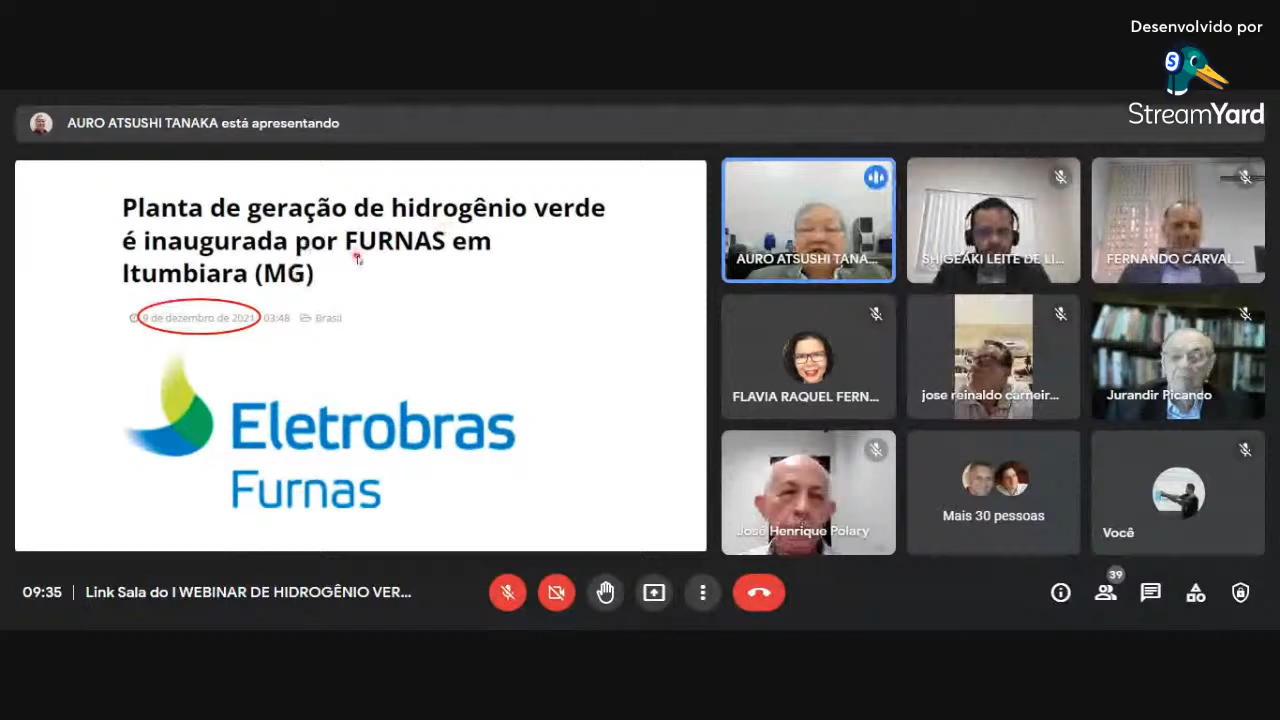 Desenvolvido por
StreamYard
AURO ATSUSHI TANAKA está apresentando
Planta de geração de hidrogênio verde
é inaugurada por FURNAS em
Itumbiara (MG)
9 de dezembro de 2021 03:48 Brasil
Eletrobras
Furnas
AURO ATSUSHI TANA...
SHIGEAKI LEITE DE LI...
FERNANDO CARVAL...
FLAVIA RAQUEL FERN...
jose reinaldo carneir...
Jurandir Picanco
José Henrique Polary
Mais 30 pessoas
Você
09:35 | Link Sala do I WEBINAR DE HIDROGÊNIO VER...
39